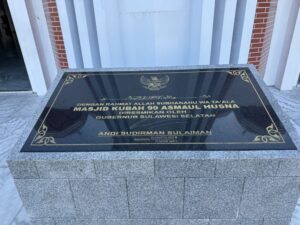 DENGAN RAHMAT ALLAH SUBHANAHU WA TA'ALA
MASJID KUBAH 99 ASMAUL HUSNA
DIRESMIKAN OLEH
GUBERNUR SULAWESI SELATAN
ANDI SUDIRMAN SULAIMAN